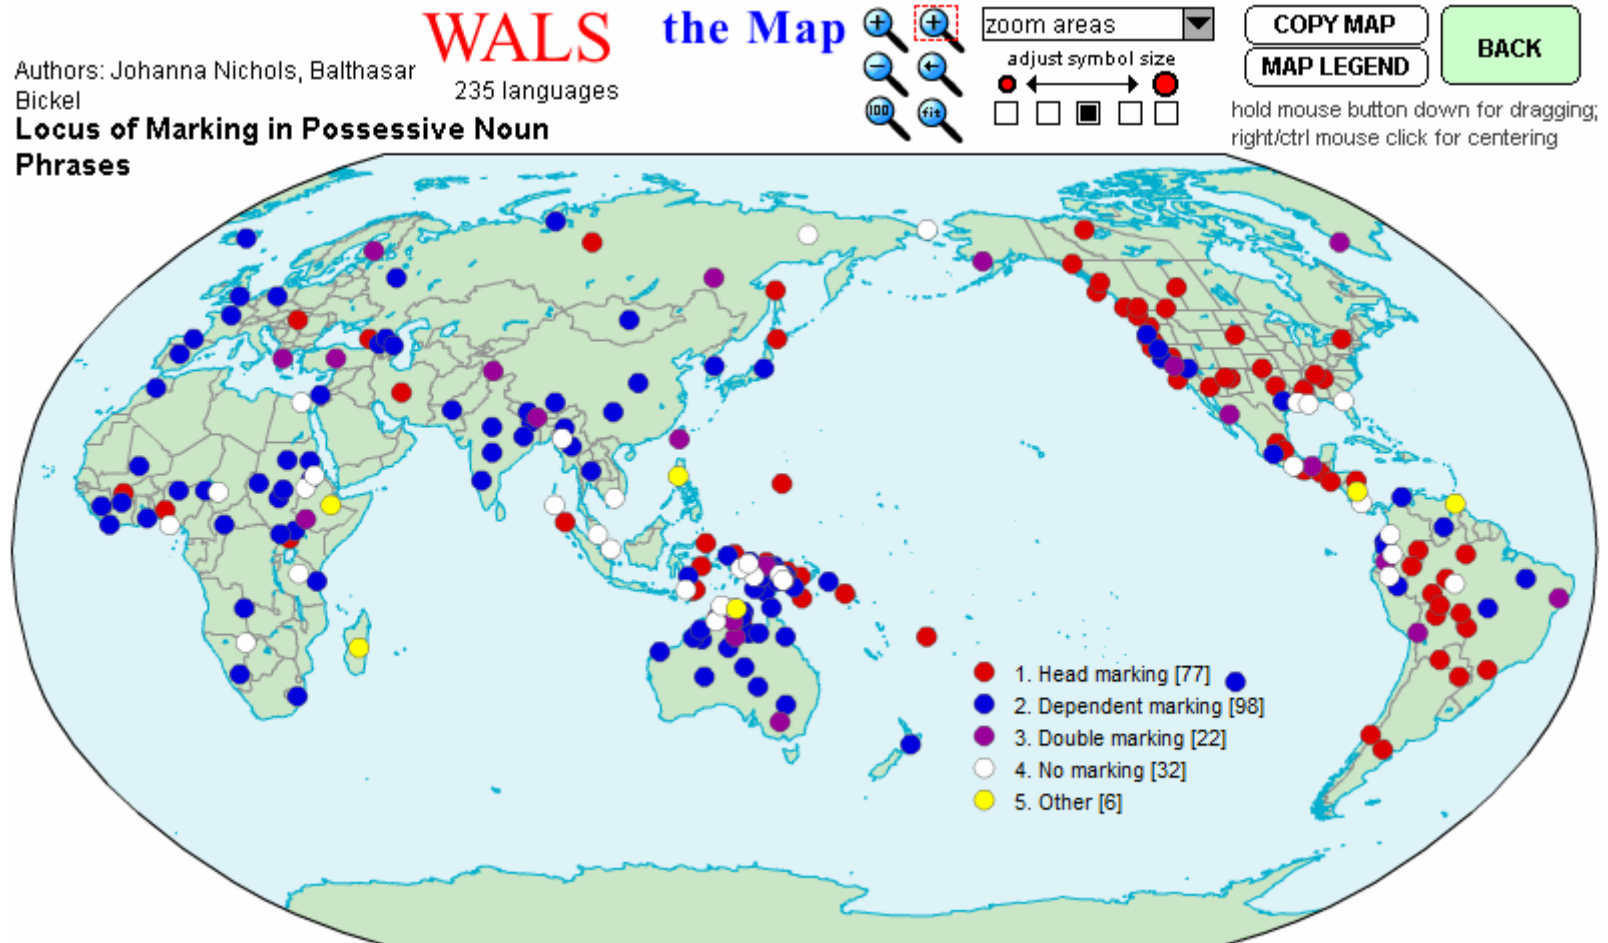 WALS
the Map
zoom areas
COPY MAP
BACK
adjust symbol size
MAP LEGEND
Authors: Johanna Nichols, Balthasar
Bickel
235 languages
100
fit
hold mouse button down for dragging;
right/ctrl mouse click for centering
Locus of Marking in Possessive Noun
Phrases
1. Head marking [77]
2. Dependent marking [98]
3. Double marking [22]
4. No marking [32]
5. Other [6]